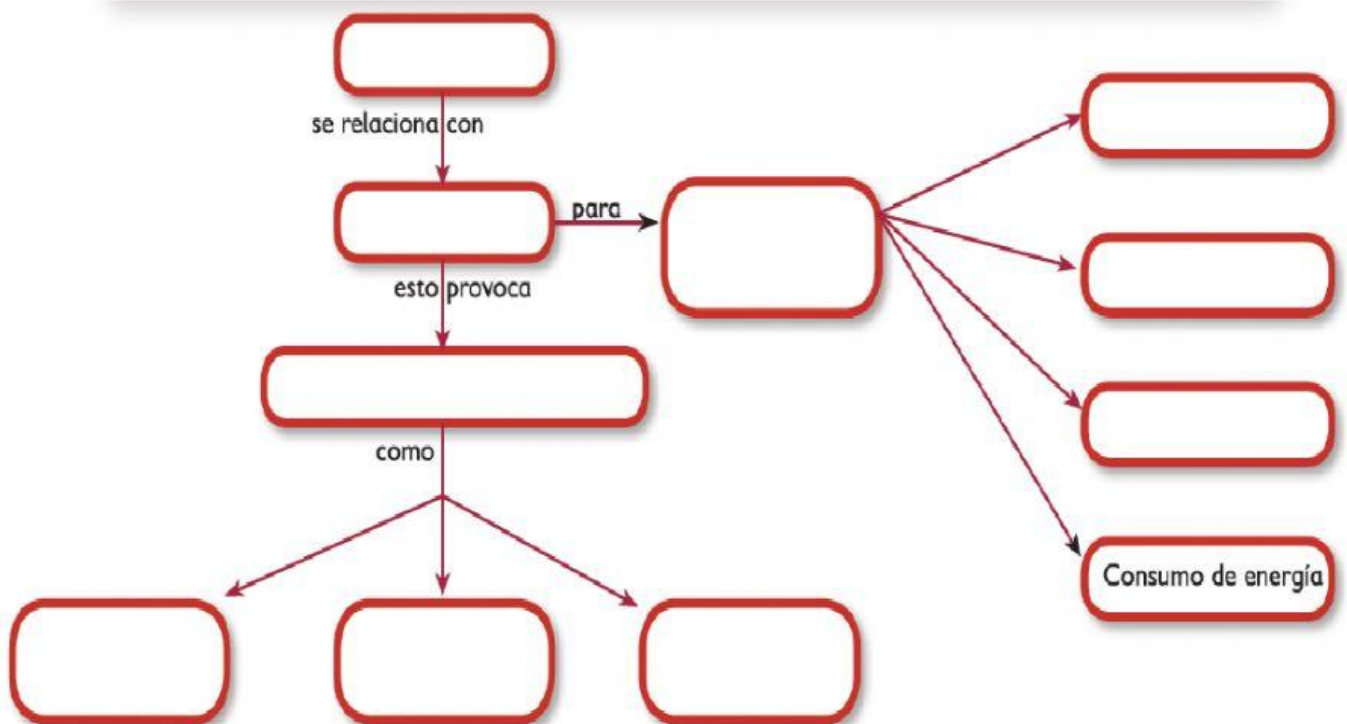 se relaciona con
para
esto provoca
como
Consumo de energía